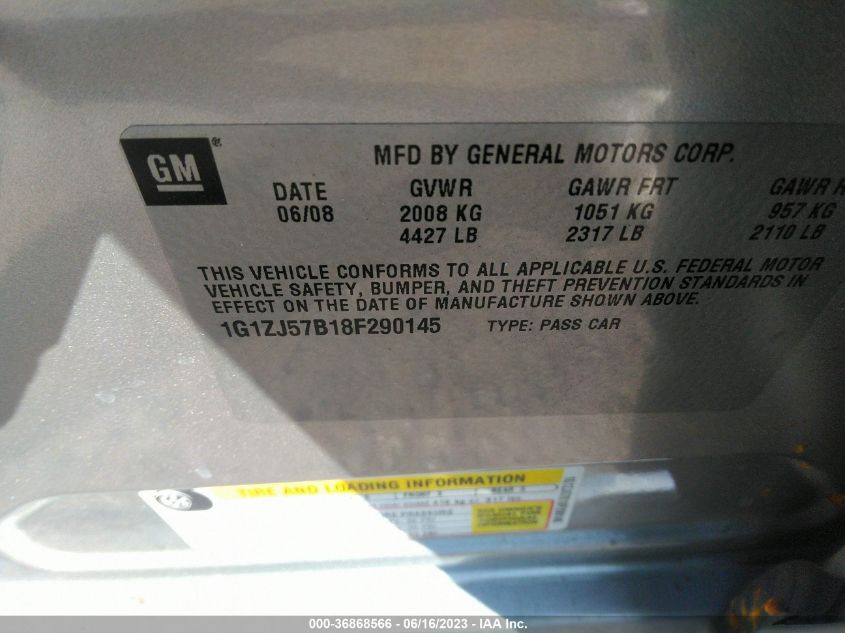 GM ®
MFD BY GENERAL MOTORS CORP.
DATE GVWR GAWR FRT GAWR
06/08 2008 KG 1051 KG 957 KG
4427 LB 2317 LB 2110 LB
THIS VEHICLE CONFORMS TO ALL APPLICABLE U.S. FEDERAL MOTOR
VEHICLE SAFETY, BUMPER, AND THEFT PREVENTION STANDARDS IN
EFFECT ON THE DATE OF MANUFACTURE SHOWN ABOVE.
1G1ZJ57B18F290145 TYPE: PASS CAR
TIRE AND LOADING INFORMATION
000-36868566 - 06/16/2023 - IAA Inc.